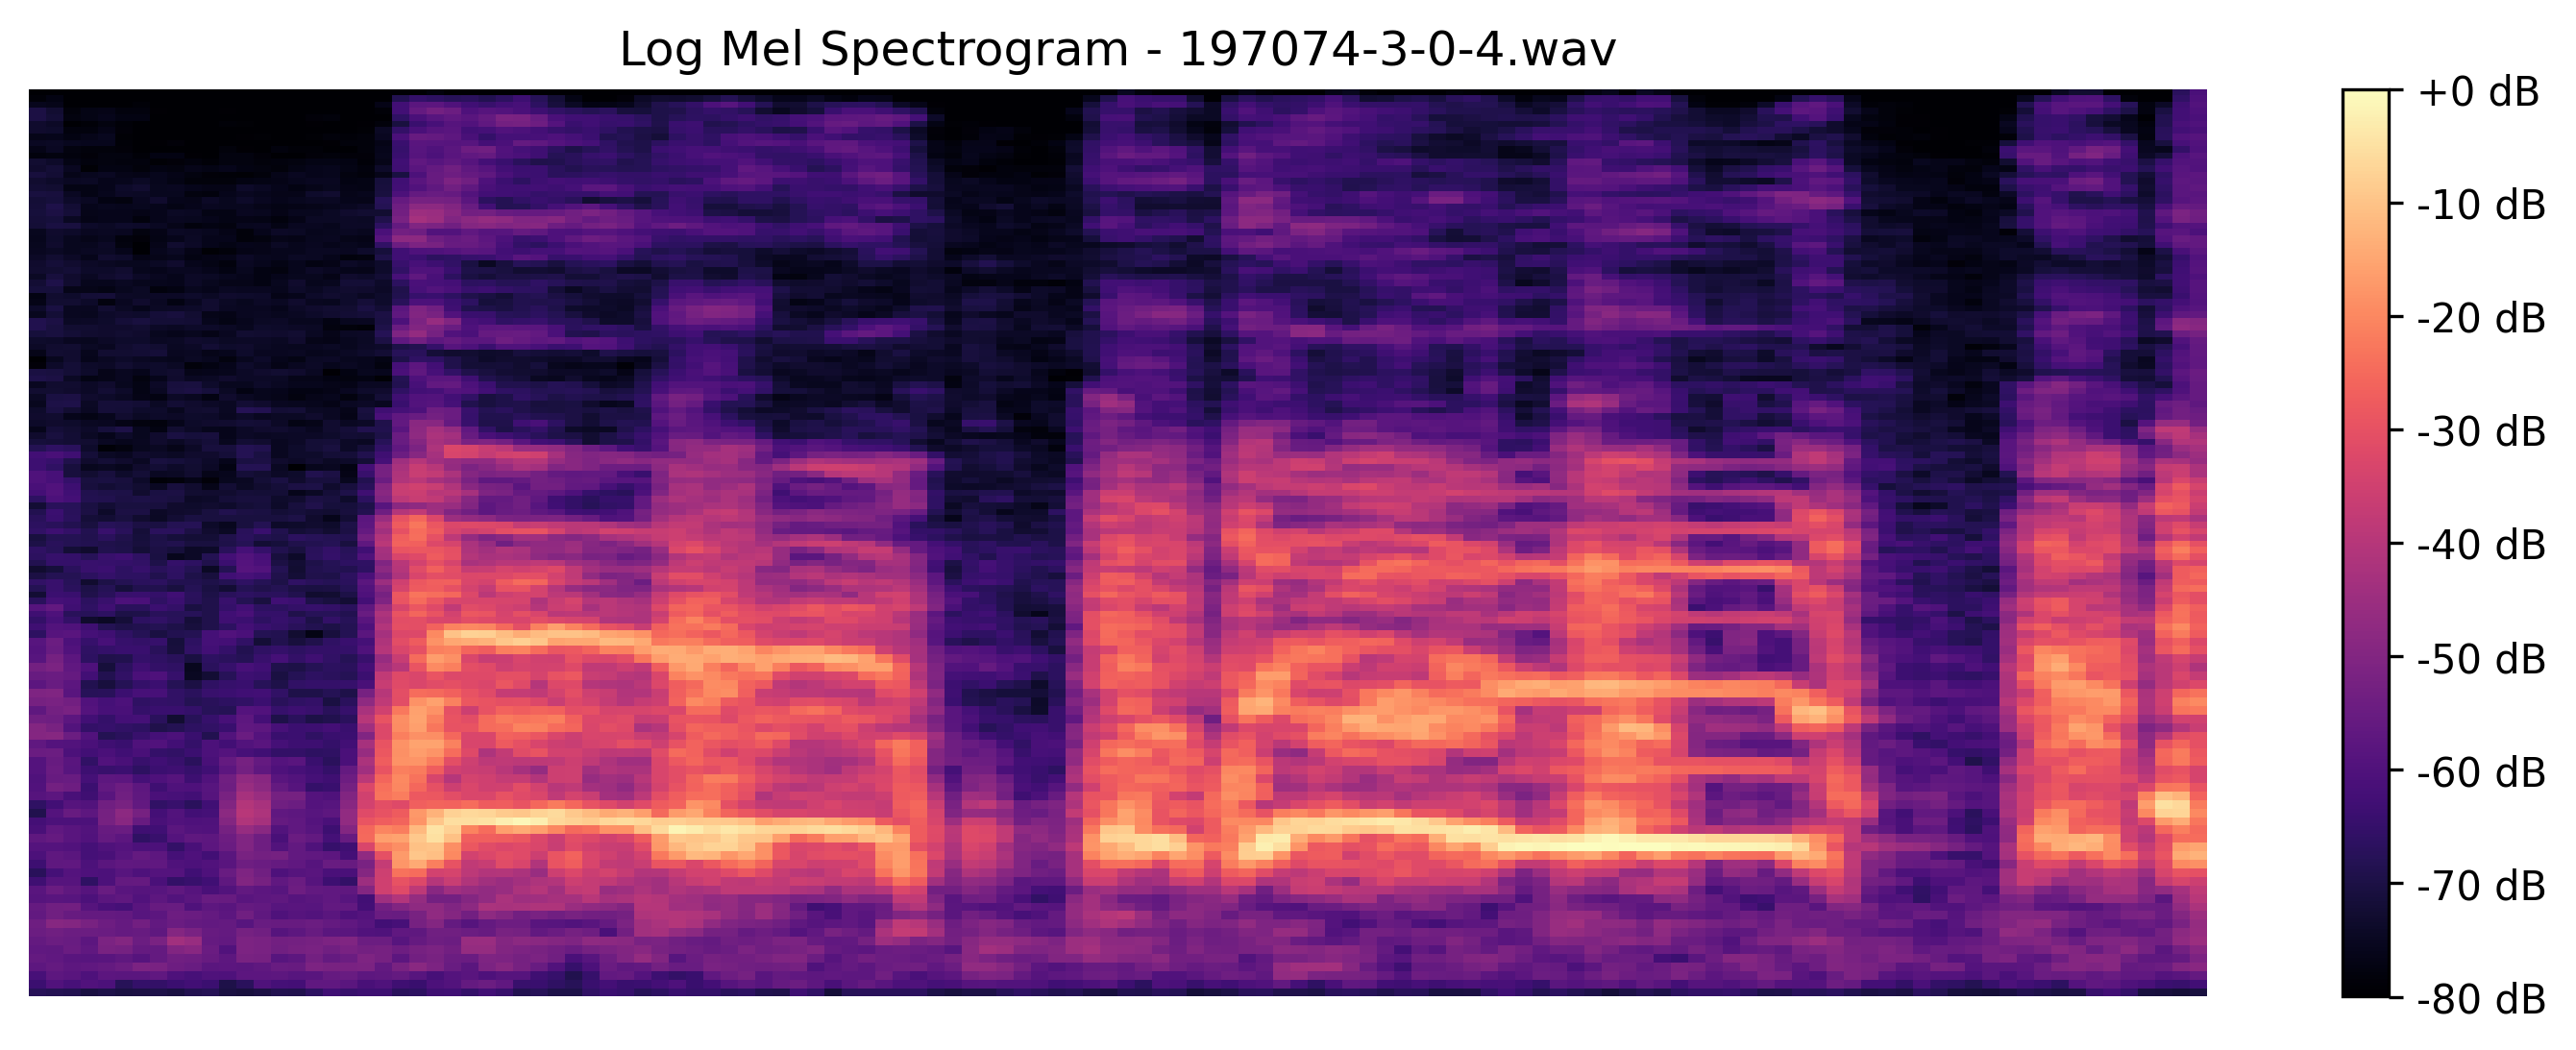 Log Mel Spectrogram - 197074-3-0-4.wav
+0 dB
-10 dB
-20 dB
-30 dB
-40 dB
-50 dB
-60 dB
-70 dB
-80 dB